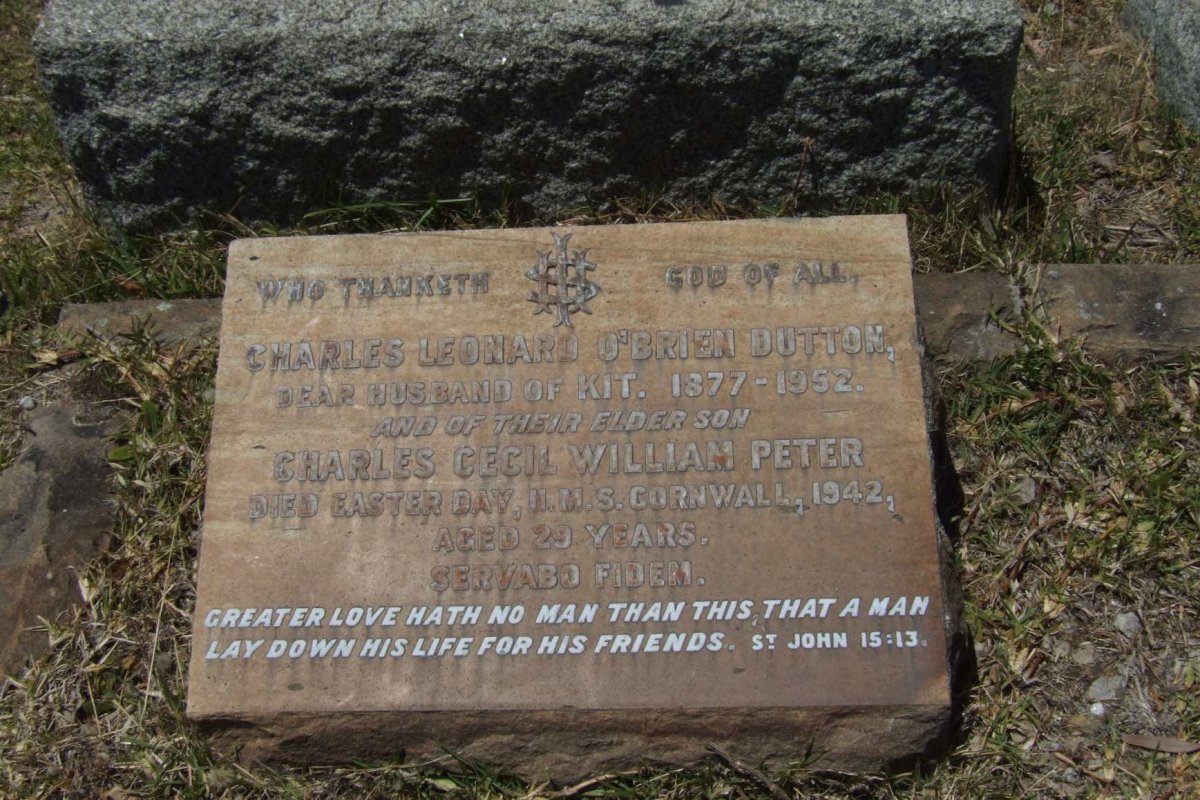 WHO THANKETH IHS GOD OF ALL.
CHARLES LEONARD O'BRIEN DUTTON,
DEAR HUSBAND OF KIT. 1877 - 1952.
AND OF THEIR ELDER SON
CHARLES CECIL WILLIAM PETER
DIED EASTER DAY, H.M.S. CORNWALL, 1942,
AGED 29 YEARS.
SERVABO FIDEM.
GREATER LOVE HATH NO MAN THAN THIS, THAT A MAN
LAY DOWN HIS LIFE FOR HIS FRIENDS. ST JOHN 15:13.